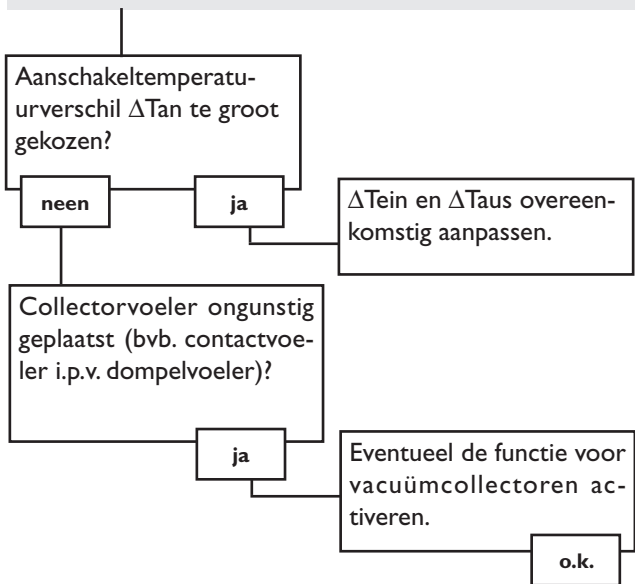 Aanschakeltemperatu-
urverschil ΔTan te groot
gekozen?
neen
ja
ΔTein en ΔTaus overeen-
komstig aanpassen.
Collectorvoeler ongunstig
geplaatst (bvb. contactvoe-
ler i.p.v. dompelvoeler)?
ja
Eventueel de functie voor
vacuümcollectoren ac-
tiveren.
o.k.